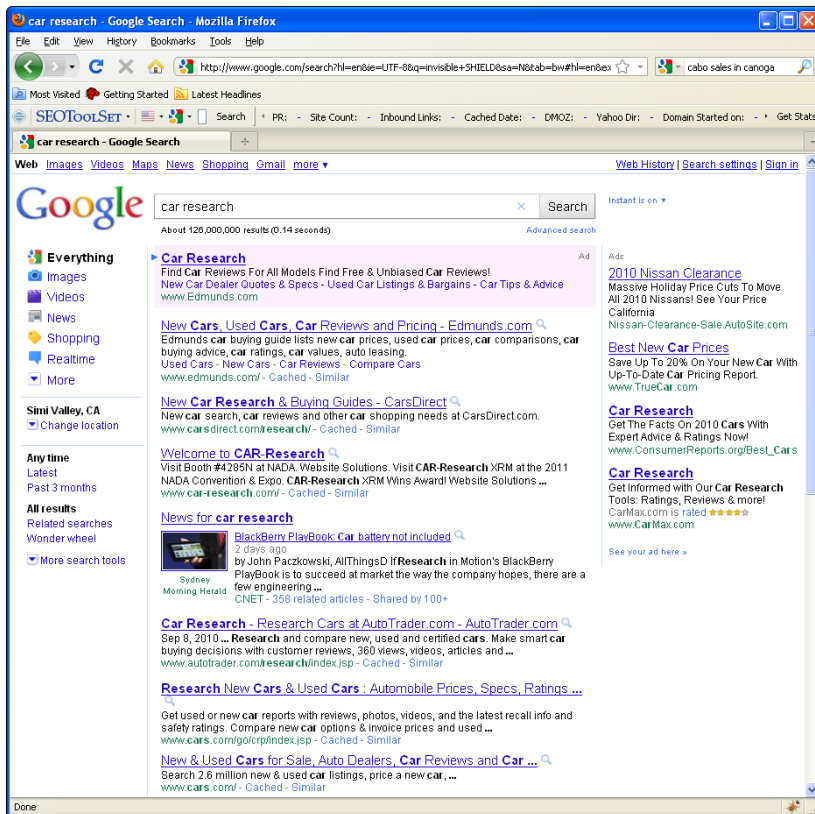 car research - Google Search - Mozilla Firefox
File Edit View History Bookmarks Tools Help
http://www.google.com/search?hl=en&ie=UTF-8&q=invisible+SHIELD&sa=N&tab=bw#hl=en&ex
cabo sales in canoga
Most Visited Getting Started Latest Headlines
SEOToolSet Search PR: - Site Count: - Inbound Links: - Cached Date: - DMOZ: - Yahoo Dir: - Domain Started on: - Get Stats
car research - Google Search
Web Images Videos Maps News Shopping Gmail more ▼
Web History | Search settings | Sign in
Google
car research
Search
Instant is on ▼
About 126,000,000 results (0.14 seconds)
Advanced search
Everything
Images
Videos
News
Shopping
Realtime
More
Simi Valley, CA
Change location
Any time
Latest
Past 3 months
All results
Related searches
Wonder wheel
More search tools
Car Research
Ad
Find Car Reviews For All Models Find Free & Unbiased Car Reviews!
New Car Dealer Quotes & Specs - Used Car Listings & Bargains - Car Tips & Advice
www.Edmunds.com
New Cars, Used Cars, Car Reviews and Pricing - Edmunds.com
Edmunds car buying guide lists new car prices, used car prices, car comparisons, car
buying advice, car ratings, car values, auto leasing.
Used Cars - New Cars - Car Reviews - Compare Cars
www.edmunds.com/ - Cached - Similar
New Car Research & Buying Guides - CarsDirect
New car search, car reviews and other car shopping needs at CarsDirect.com.
www.carsdirect.com/research/ - Cached - Similar
Welcome to CAR-Research
Visit Booth #4285N at NADA. Website Solutions. Visit CAR-Research XRM at the 2011
NADA Convention & Expo. CAR-Research XRM Wins Award! Website Solutions ...
www.car-research.com/ - Cached - Similar
News for car research
BlackBerry PlayBook: Car battery not included
2 days ago
by John Paczkowski, AllThingsD If Research in Motion's BlackBerry
PlayBook is to succeed at market the way the company hopes, there are a
few engineering ...
CNET - 358 related articles - Shared by 100+
Sydney
Morning Herald
Car Research - Research Cars at AutoTrader.com - AutoTrader.com
Sep 8, 2010 ... Research and compare new, used and certified cars. Make smart car
buying decisions with customer reviews, 360 views, videos, articles and ...
www.autotrader.com/research/index.jsp - Cached - Similar
Research New Cars & Used Cars : Automobile Prices, Specs, Ratings ...
Get used or new car reports with reviews, photos, videos, and the latest recall info and
safety ratings. Compare new car options & invoice prices and used ...
www.cars.com/go/crp/index.jsp - Cached - Similar
New & Used Cars for Sale, Auto Dealers, Car Reviews and Car ...
Search 2.6 million new & used car listings, price a new car, ...
www.cars.com/ - Cached - Similar
Ads
2010 Nissan Clearance
Massive Holiday Price Cuts To Move
All 2010 Nissans! See Your Price
California
Nissan-Clearance-Sale.AutoSite.com
Best New Car Prices
Save Up To 20% On Your New Car With
Up-To-Date Car Pricing Report.
www.TrueCar.com
Car Research
Get The Facts On 2010 Cars With
Expert Advice & Ratings Now!
www.ConsumerReports.org/Best_Cars
Car Research
Get Informed with Our Car Research
Tools: Ratings, Reviews & more!
CarMax.com is rated
www.CarMax.com
See your ad here »
Done